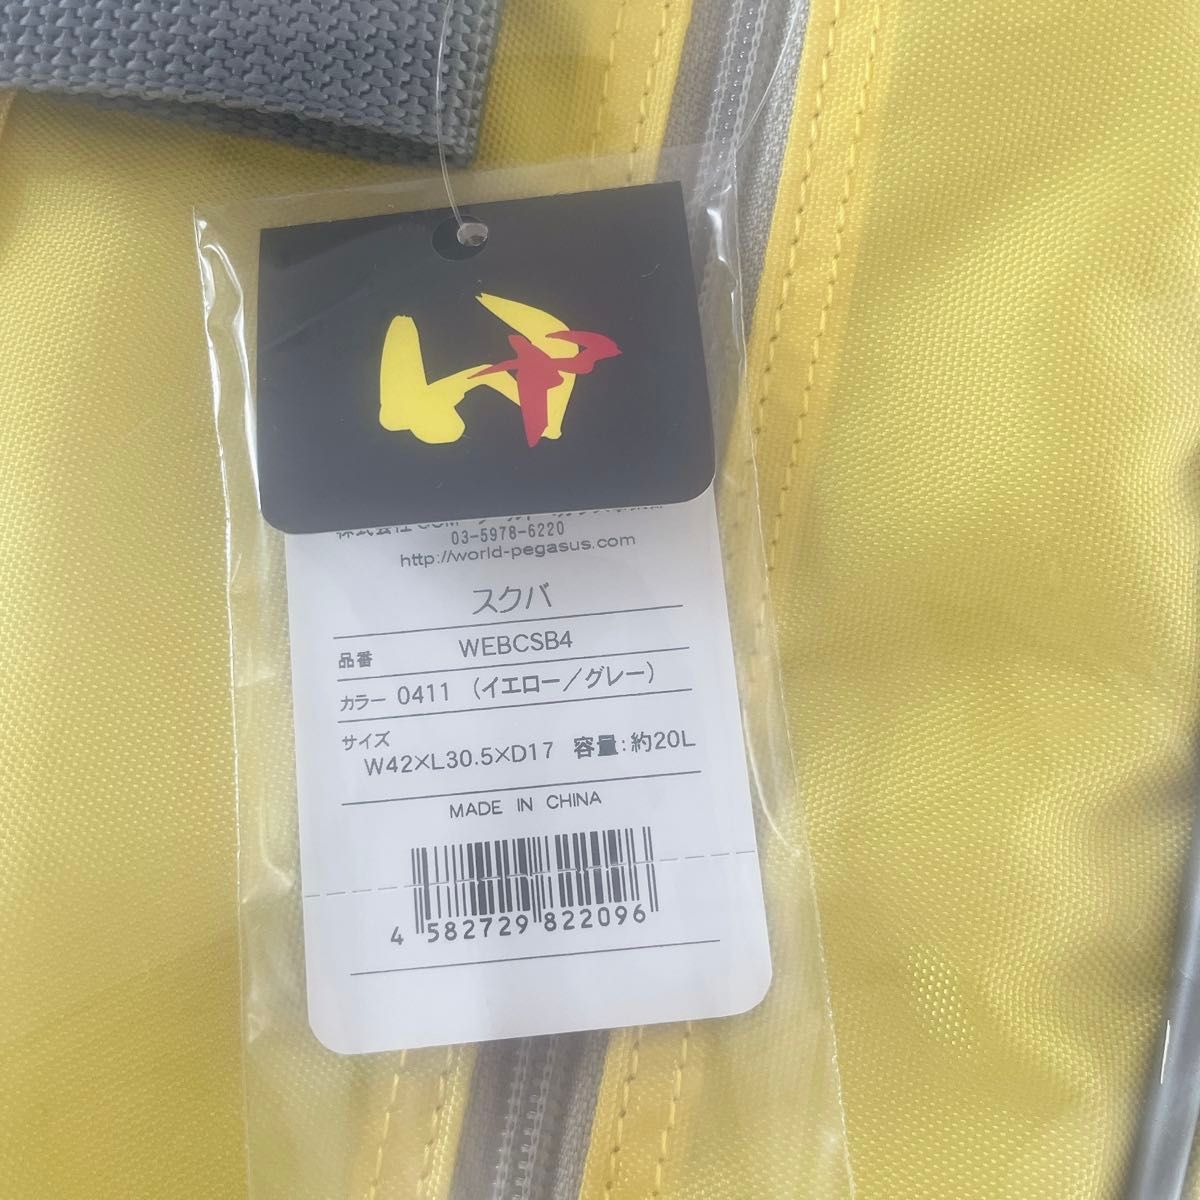 03-5978-6220
http://world-pegasus.com
スクバ
品番 WEBCSB4
カラー 0411 （イエロー／グレー）
サイズ
W42×L30.5×D17 容量：約20L
MADE IN CHINA
4 582729 822096